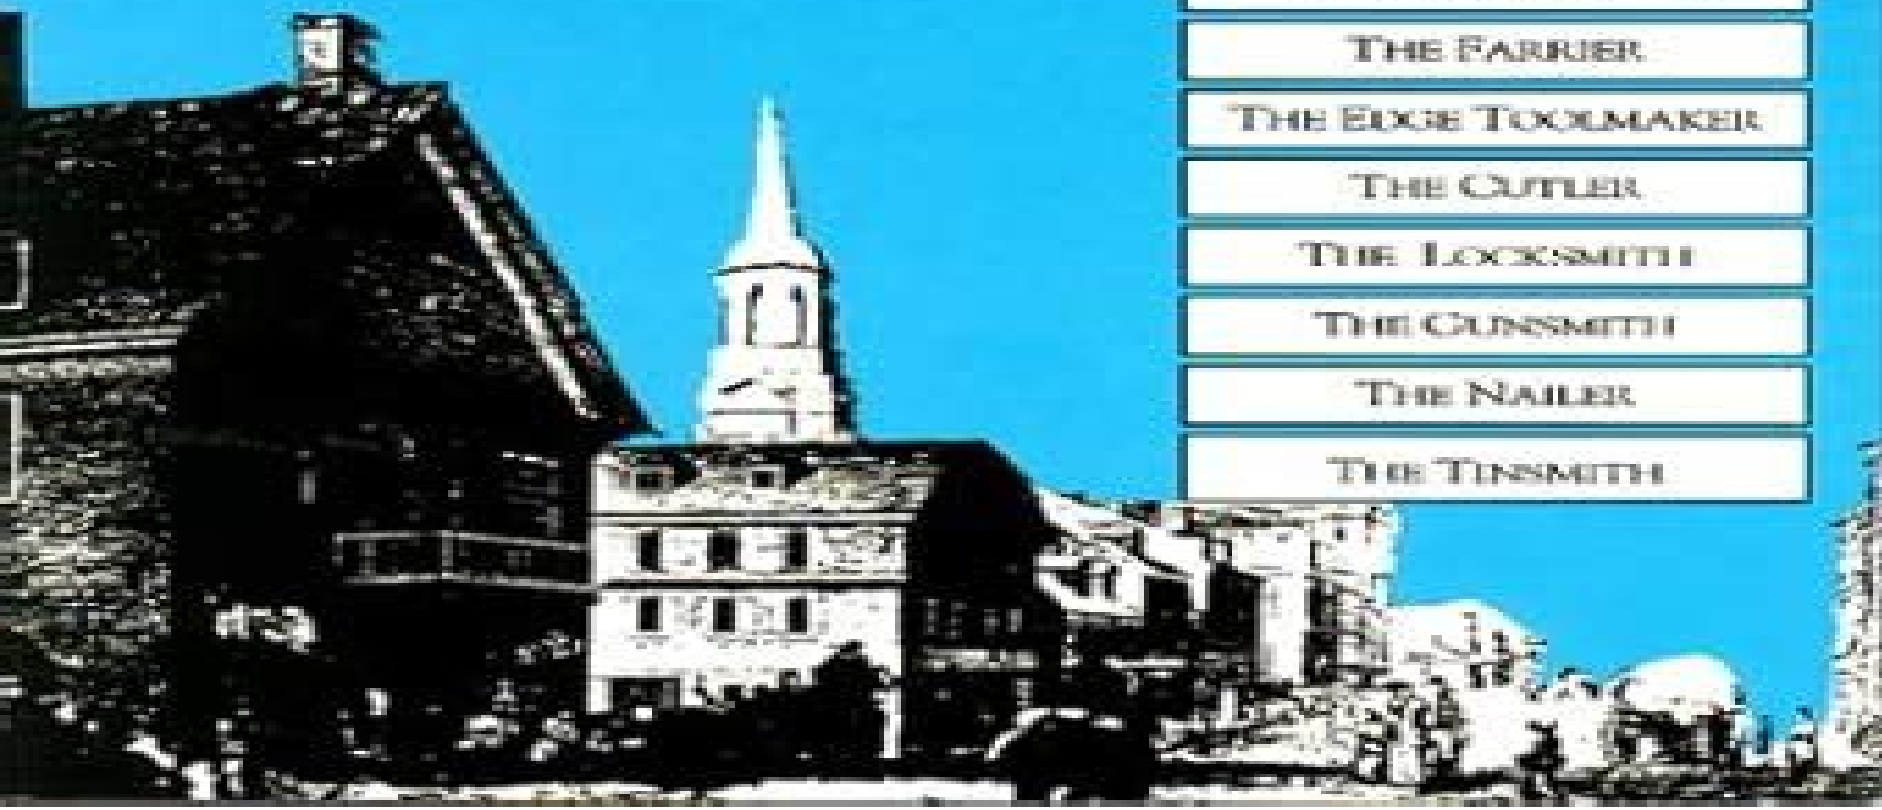 THE FARRIER
THE EDGE TOOLMAKER
THE CUTLER
THE LOCKSMITH
THE GUNSMITH
THE NAILER
THE TINSMITH